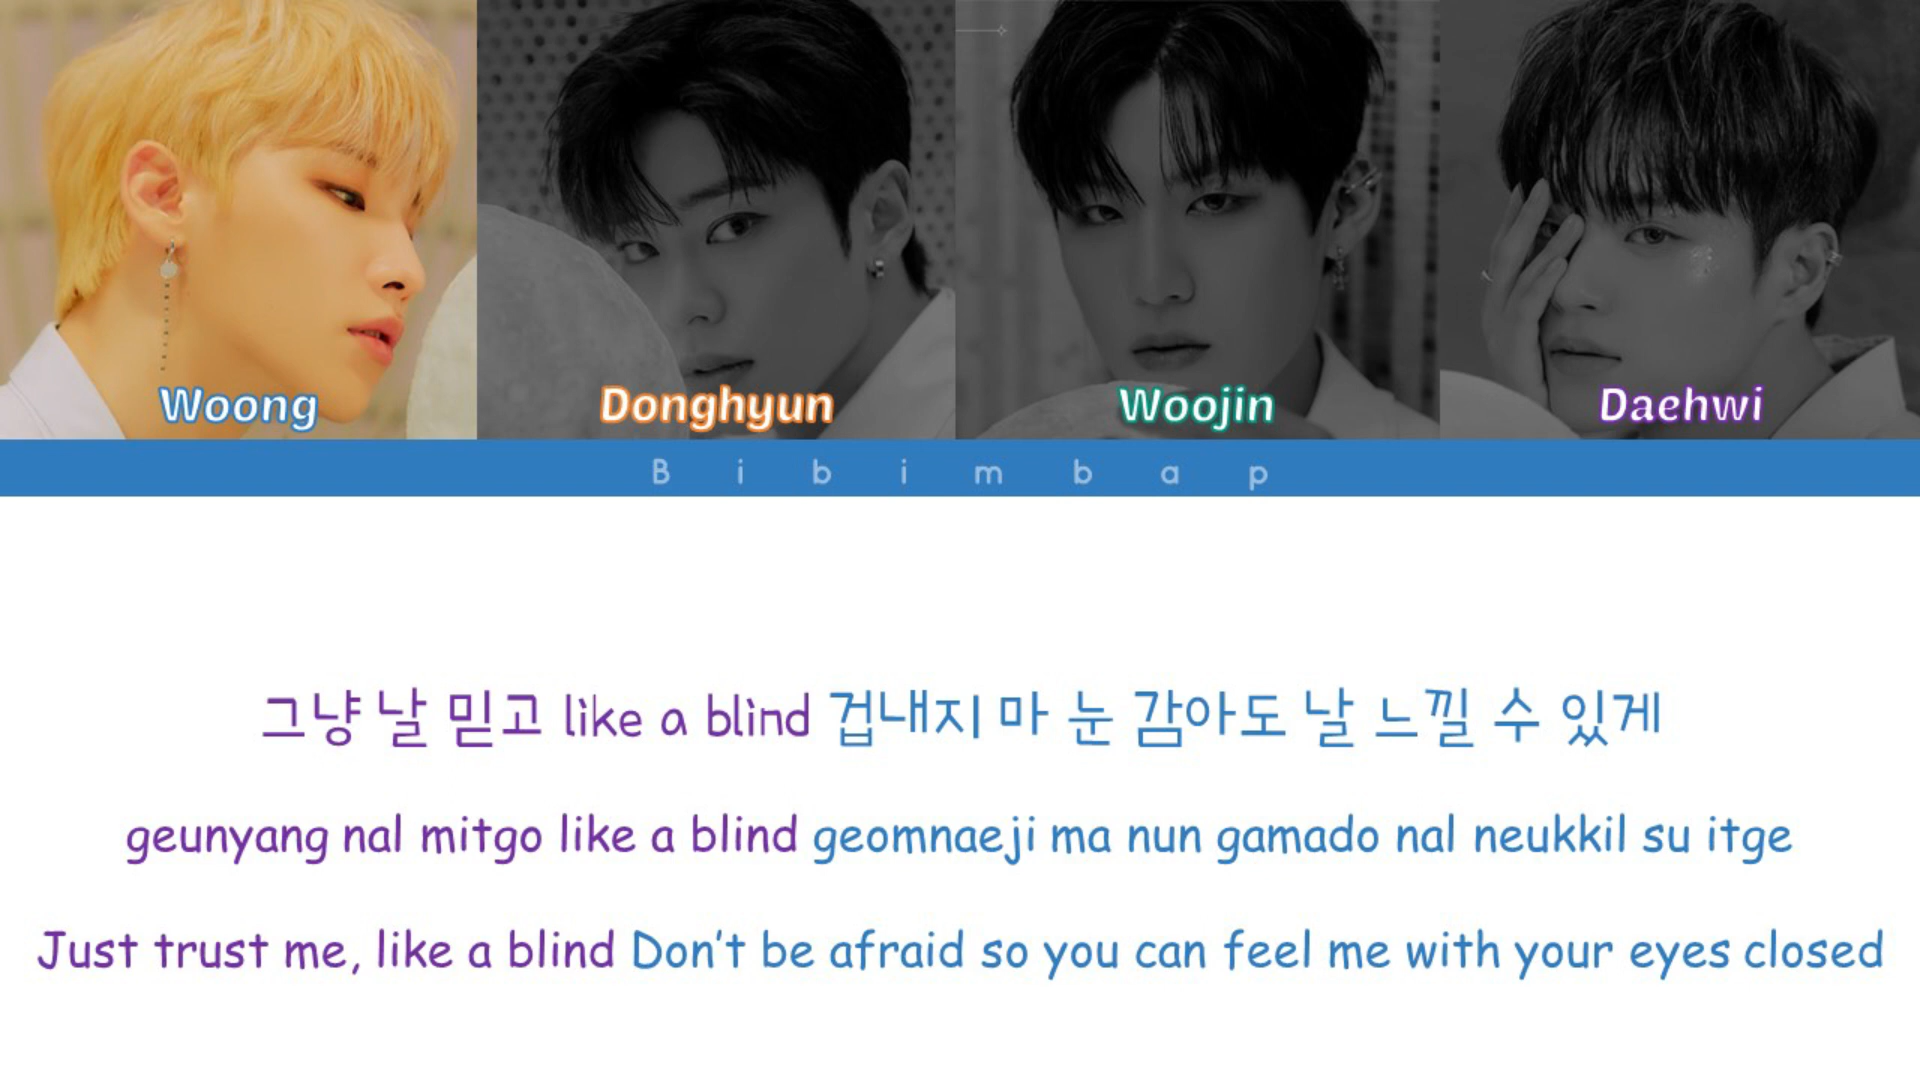 Woong
Donghyun
Woojin
Daehwi
Bibimbap
그냥 날 믿고 like a blind 겁내지 마 눈 감아도 날 느낄 수 있게
geunyang nal mitgo like a blind geomnaeji ma nun gamado nal neukkil su itge
Just trust me, like a blind Don't be afraid so you can feel me with your eyes closed